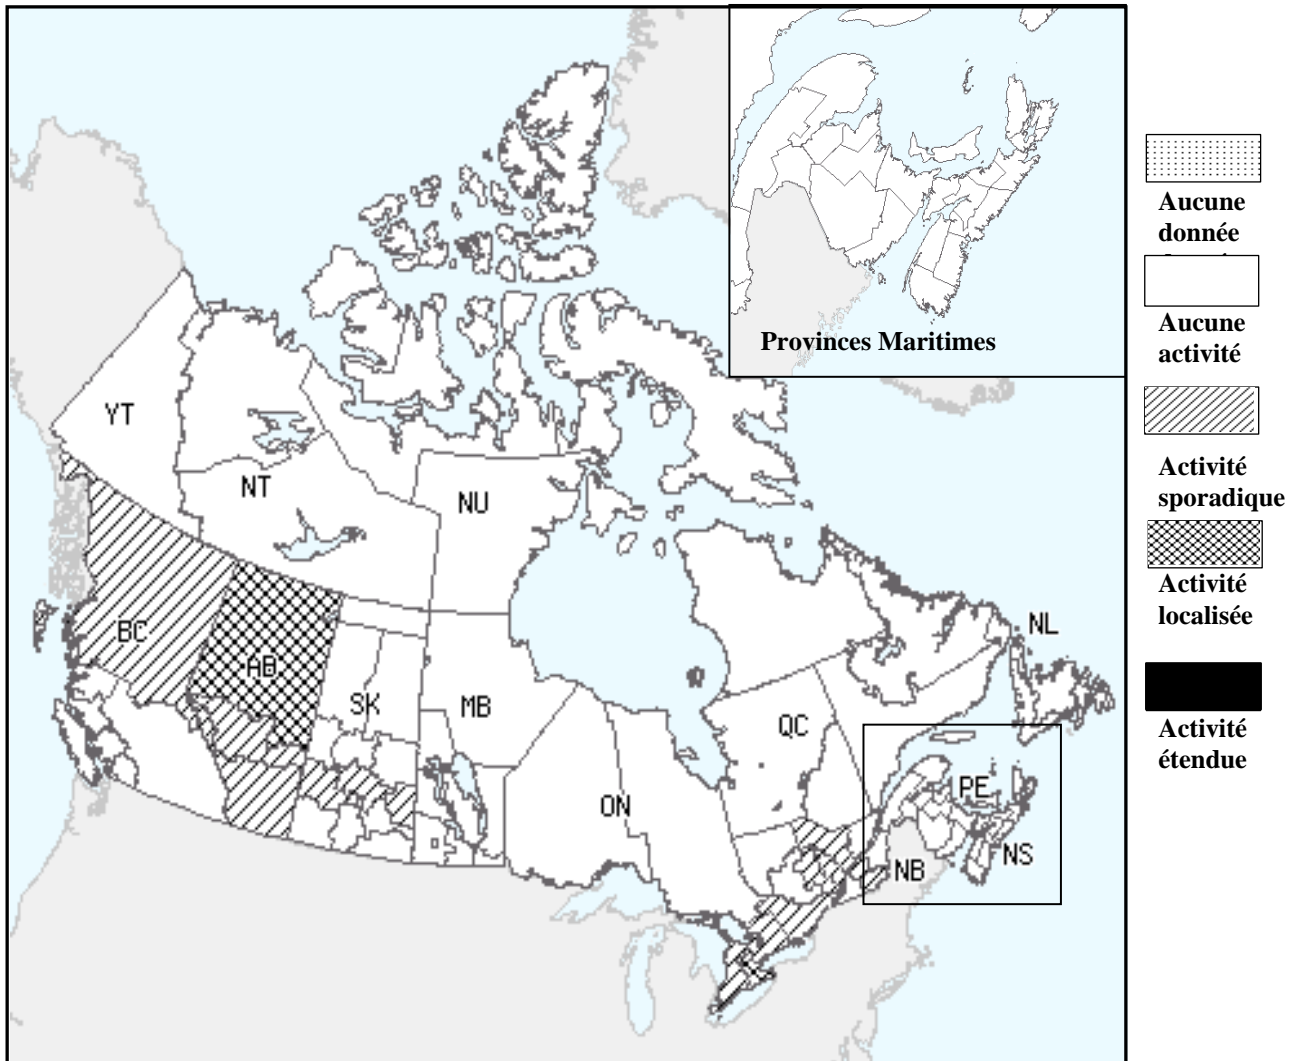 Provinces Maritimes
YT
NT
NU
BC
AB
SK
MB
ON
QC
NL
PE
NB
NS
Aucune
donnée
Aucune
activité
Activité
sporadique
Activité
localisée
Activité
étendue